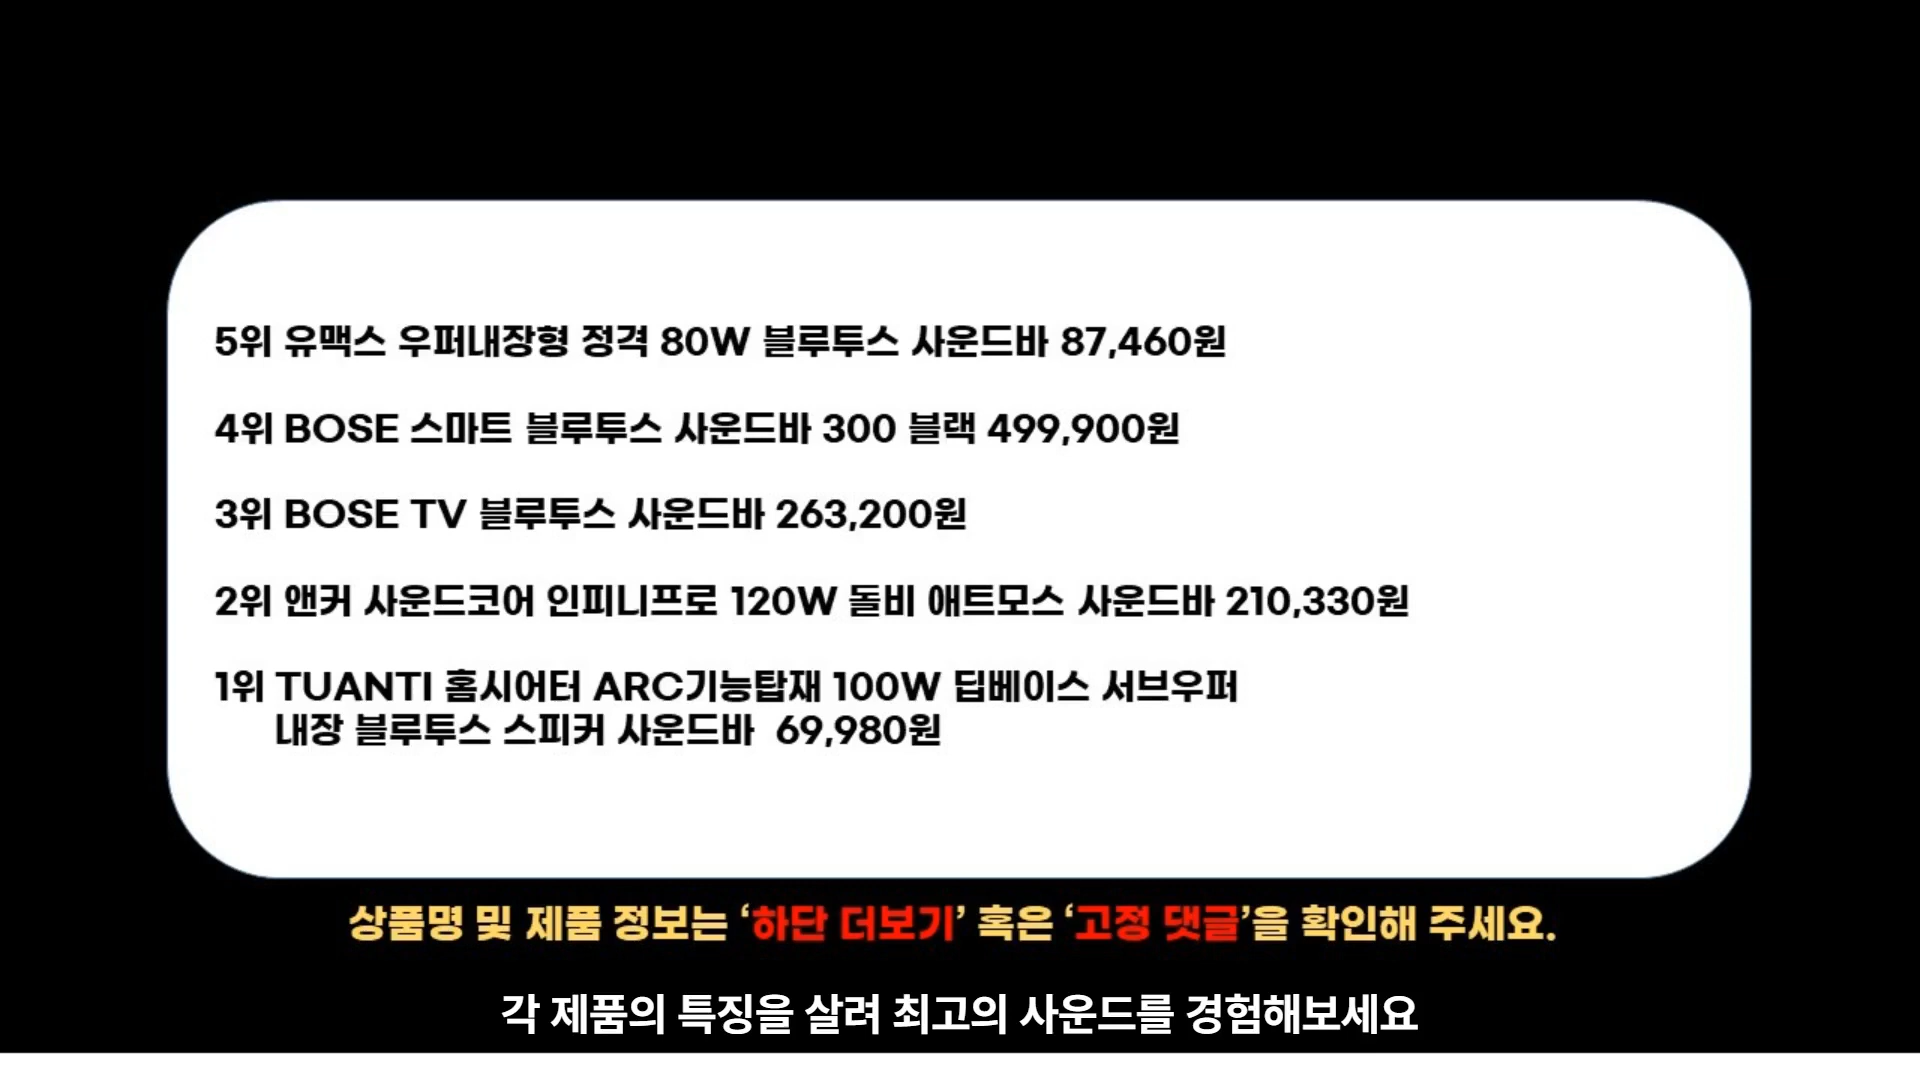 5위 유맥스 우퍼내장형 정격 80W 블루투스 사운드바 87,460원
4위 BOSE 스마트 블루투스 사운드바 300 블랙 499,900원
3위 BOSE TV 블루투스 사운드바 263,200원
2위 앤커 사운드코어 인피니프로 120W 돌비 애트모스 사운드바 210,330원
1위 TUANTI 홈시어터 ARC기능탑재 100W 딥베이스 서브우퍼
내장 블루투스 스피커 사운드바 69,980원
상품명 및 제품 정보는 ‘하단 더보기’ 혹은 ‘고정 댓글’을 확인해 주세요.
각 제품의 특징을 살려 최고의 사운드를 경험해보세요